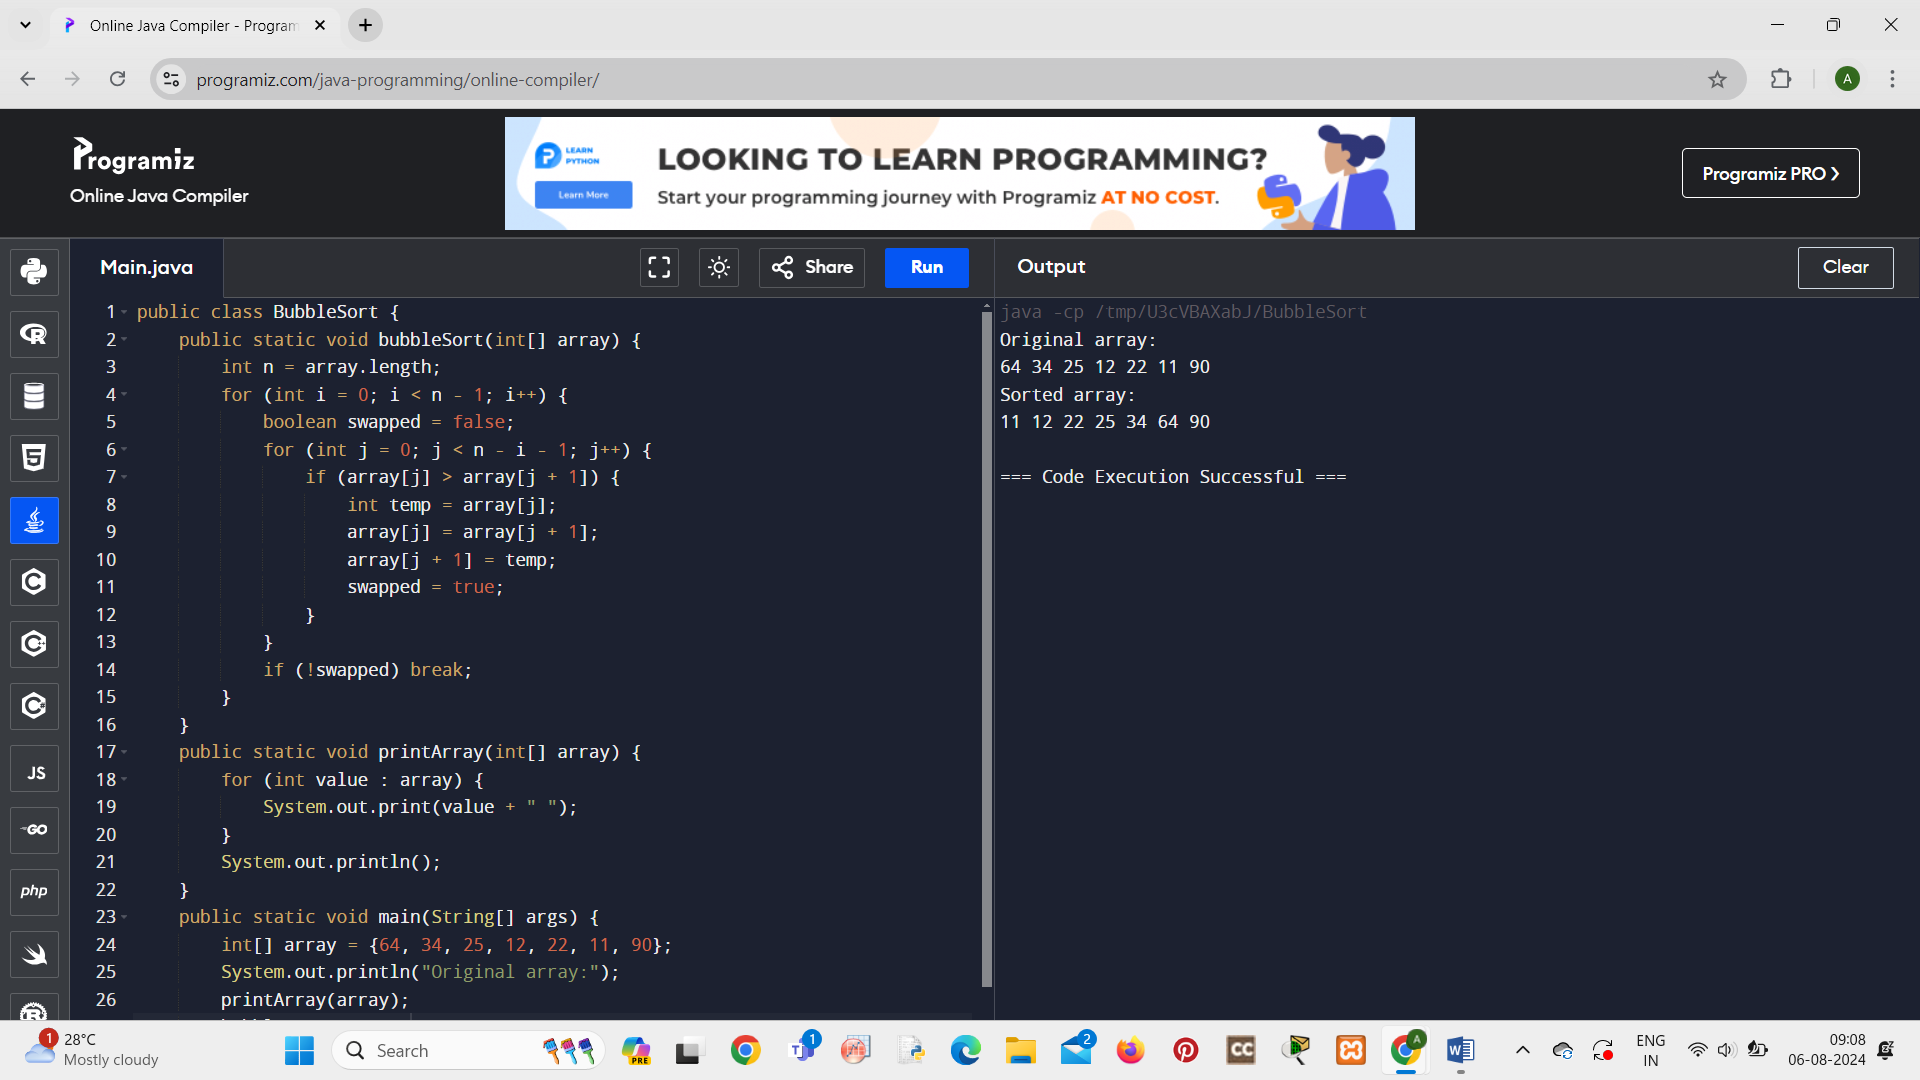 Online Java Compiler - Program
programiz.com/java-programming/online-compiler/
Programiz
Online Java Compiler
LEARN
PYTHON
Learn More
LOOKING TO LEARN PROGRAMMING?
Start your programming journey with Programiz AT NO COST.
Programiz PRO
Main.java
Share
Run
Output
Clear
1 public class BubbleSort {
2     public static void bubbleSort(int[] array) {
3         int n = array.length;
4         for (int i = 0; i < n - 1; i++) {
5             boolean swapped = false;
6             for (int j = 0; j < n - i - 1; j++) {
7                 if (array[j] > array[j + 1]) {
8                     int temp = array[j];
9                     array[j] = array[j + 1];
10                     array[j + 1] = temp;
11                     swapped = true;
12                 }
13             }
14             if (!swapped) break;
15         }
16     }
17     public static void printArray(int[] array) {
18         for (int value : array) {
19             System.out.print(value + " ");
20         }
21         System.out.println();
22     }
23     public static void main(String[] args) {
24         int[] array = {64, 34, 25, 12, 22, 11, 90};
25         System.out.println("Original array:");
26         printArray(array);
java -cp /tmp/U3cVBAXabJ/BubbleSort
Original array:
64 34 25 12 22 11 90
Sorted array:
11 12 22 25 34 64 90
=== Code Execution Successful ===
JS
GO
php
1
28°C
Mostly cloudy
Search
PRE
1
2
CC
A
ENG
IN
09:08
06-08-2024